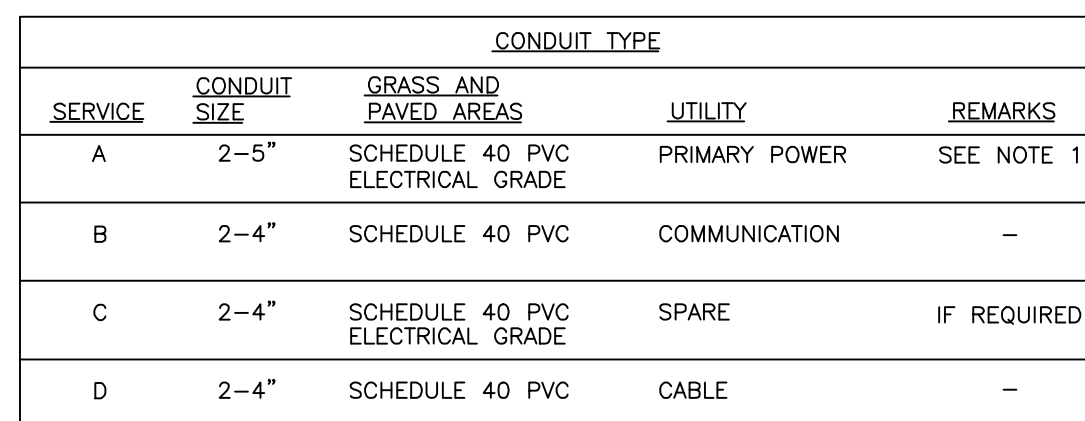 CONDUIT TYPE
SERVICE CONDUIT SIZE GRASS AND PAVED AREAS UTILITY REMARKS
A 2-5" SCHEDULE 40 PVC PRIMARY POWER SEE NOTE 1
ELECTRICAL GRADE
B 2-4" SCHEDULE 40 PVC COMMUNICATION -
C 2-4" SCHEDULE 40 PVC SPARE IF REQUIRED
ELECTRICAL GRADE
D 2-4" SCHEDULE 40 PVC CABLE -